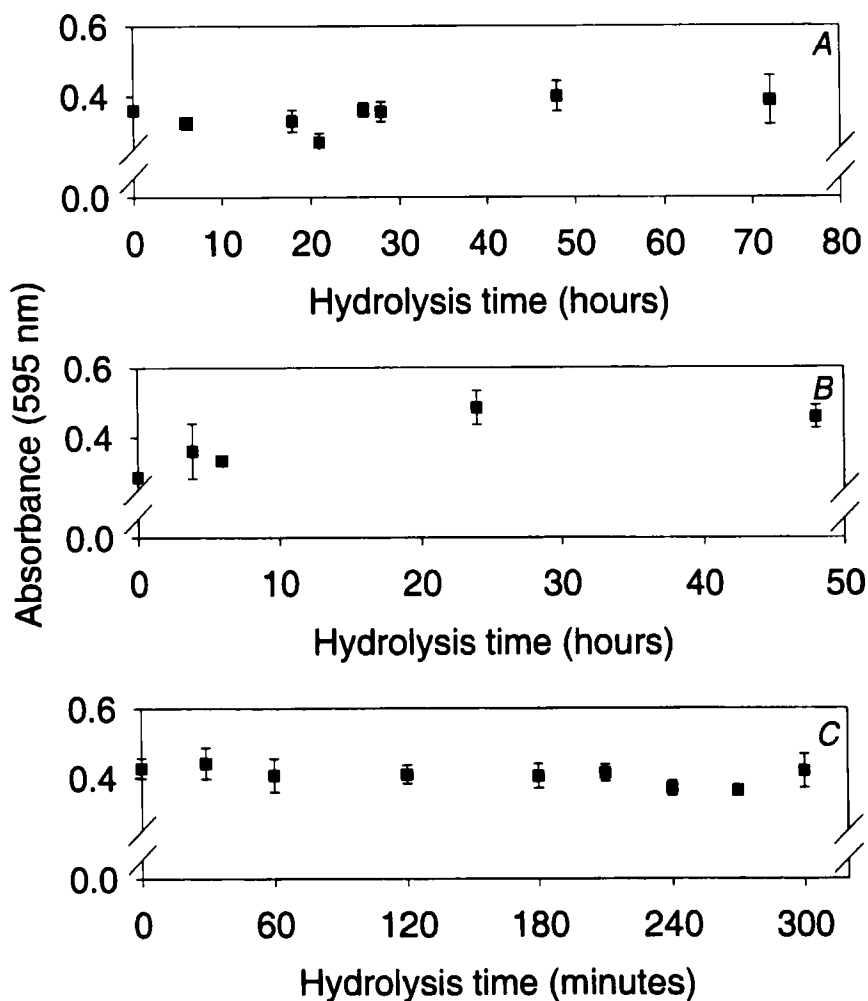 Absorbance (595 nm)
A
0.6
0.4
0.0
0 10 20 30 40 50 60 70 80
Hydrolysis time (hours)
B
0.6
0.4
0.0
0 10 20 30 40 50
Hydrolysis time (hours)
C
0.6
0.4
0.0
0 60 120 180 240 300
Hydrolysis time (minutes)